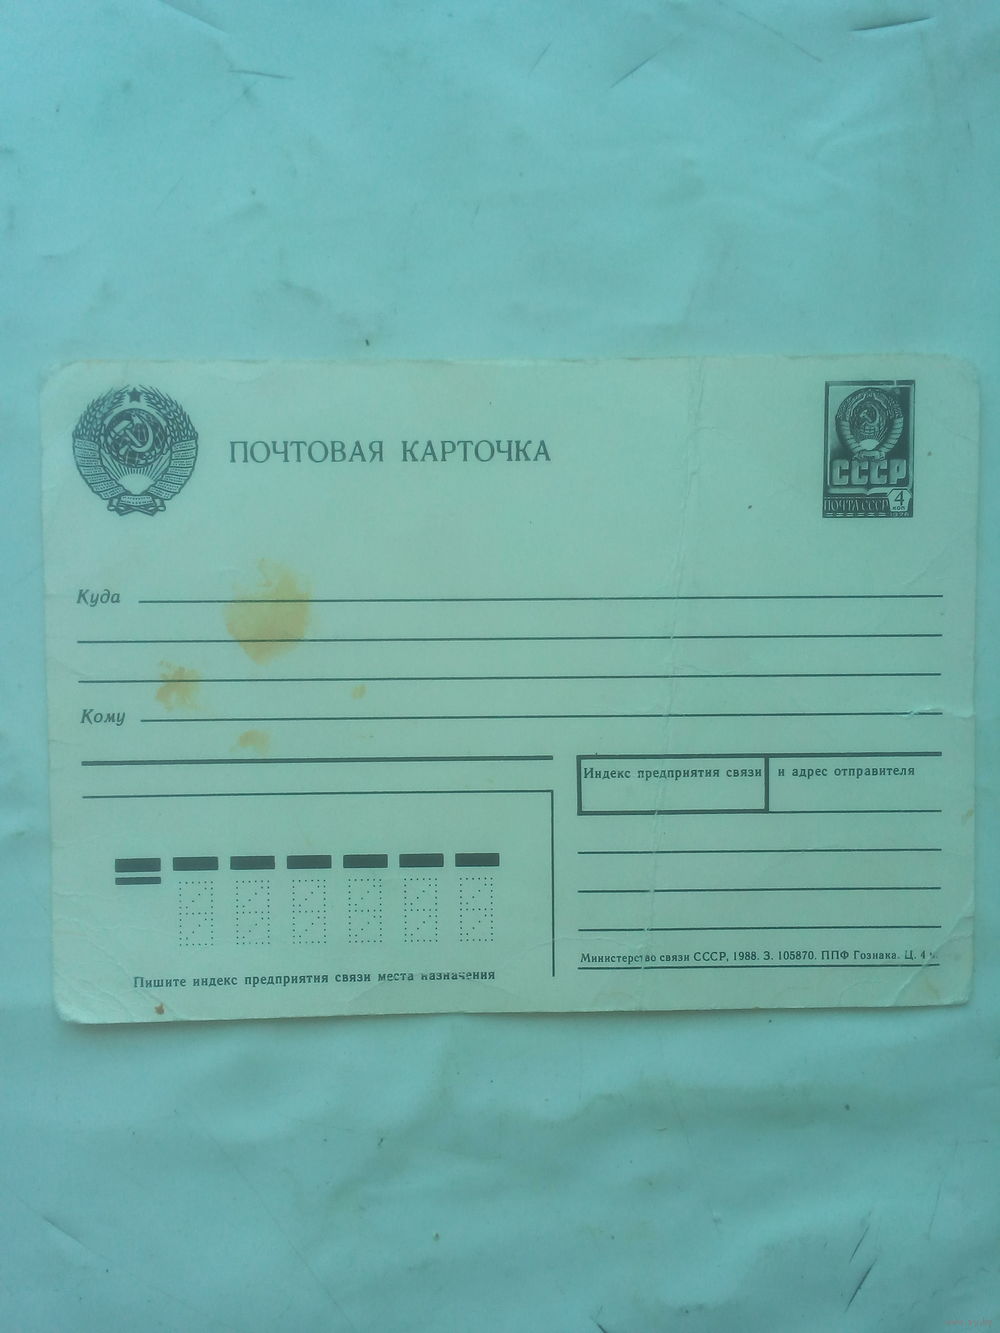 ПОЧТОВАЯ КАРТОЧКА
СССР
ПОЧТА СССР
4
коп
Куда
Кому
Индекс предприятия связи и адрес отправителя
Пишите индекс предприятия связи места назначения
Министерство связи СССР, 1988. З. 105870. ППФ Гознака. Ц. 4